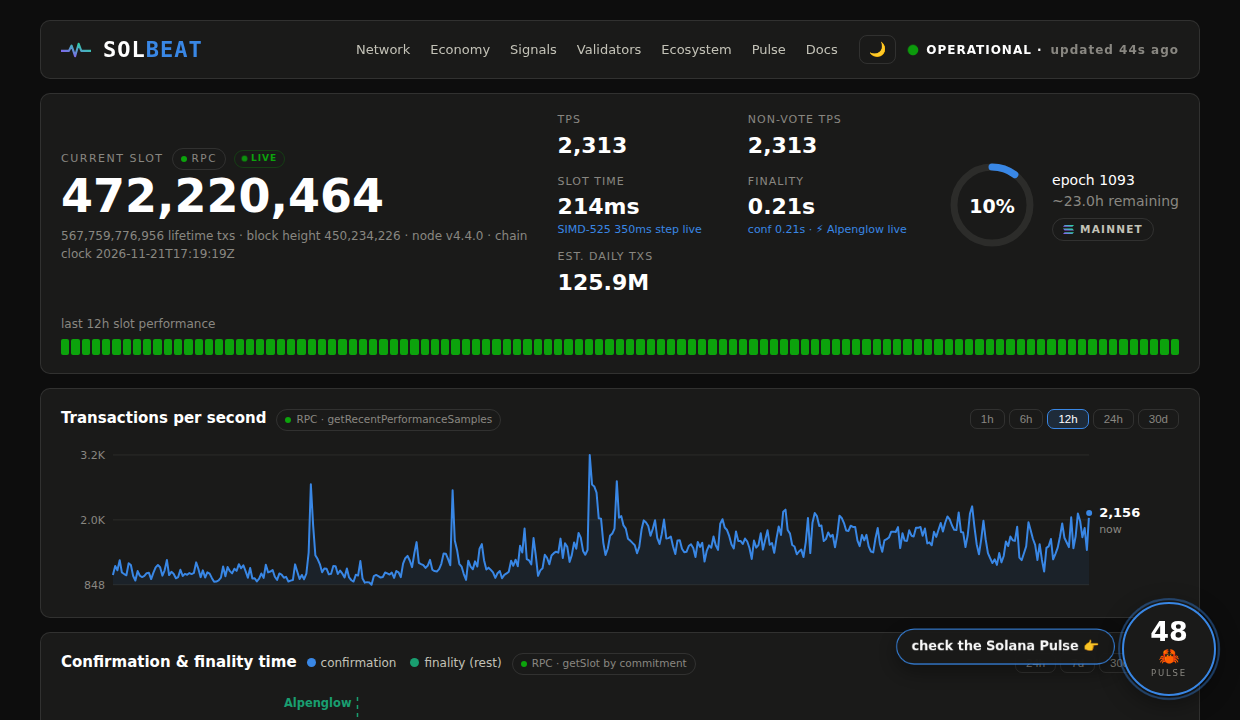 SOLBEAT
Network Economy Signals Validators Ecosystem Pulse Docs
OPERATIONAL · updated 44s ago
CURRENT SLOT RPC LIVE
472,220,464
567,759,776,956 lifetime txs · block height 450,234,226 · node v4.4.0 · chain
clock 2026-11-21T17:19:19Z
TPS
2,313
NON-VOTE TPS
2,313
SLOT TIME
214ms
SIMD-525 350ms step live
FINALITY
0.21s
conf 0.21s · ⚡ Alpenglow live
EST. DAILY TXS
125.9M
10%
epoch 1093
~23.0h remaining
MAINNET
last 12h slot performance
Transactions per second RPC · getRecentPerformanceSamples
1h 6h 12h 24h 30d
3.2K
2.0K
848
2,156
now
Confirmation & finality time confirmation finality (rest) RPC · getSlot by commitment
Alpenglow
check the Solana Pulse 👉
48
PULSE